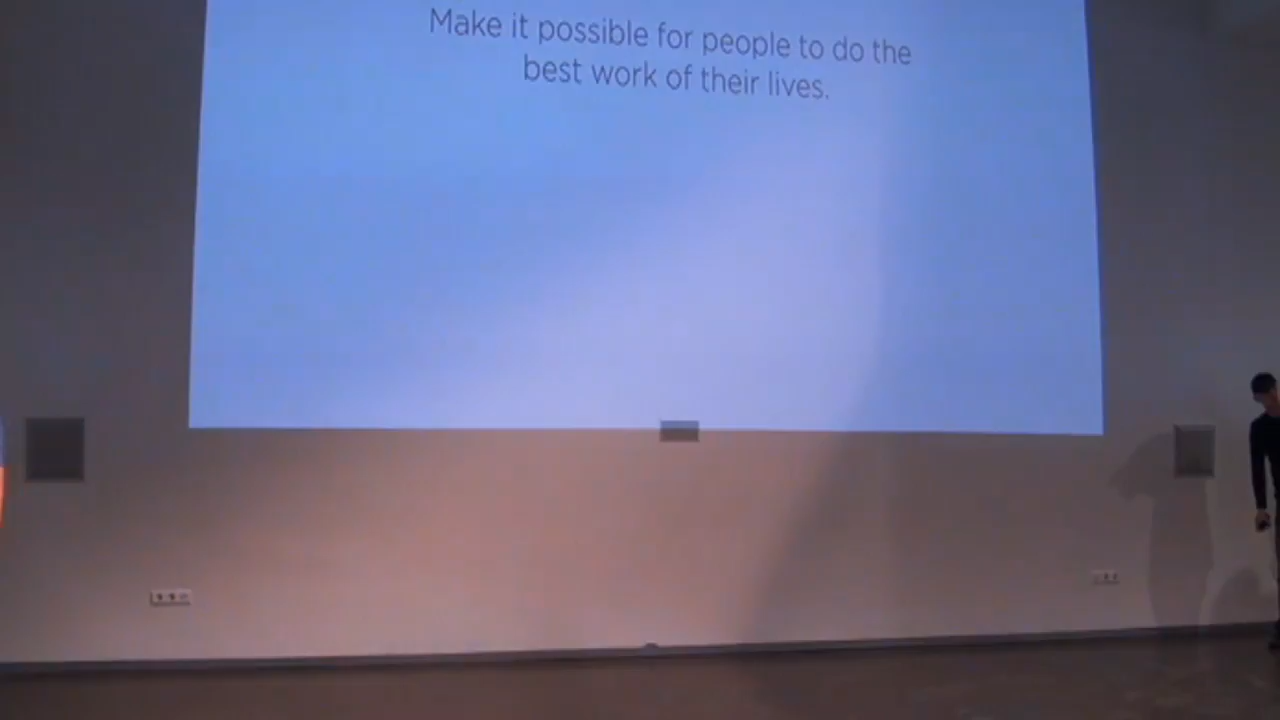 Make it possible for people to do the
best work of their lives.